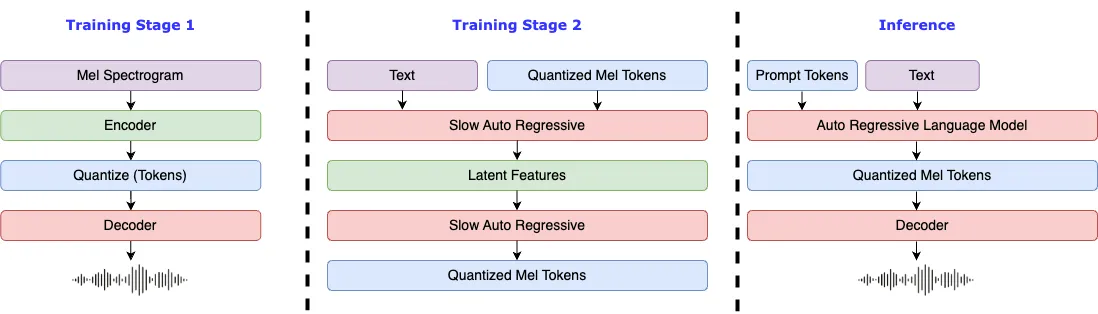 Training Stage 1
Mel Spectrogram
Encoder
Quantize (Tokens)
Decoder
Training Stage 2
Text
Quantized Mel Tokens
Slow Auto Regressive
Latent Features
Slow Auto Regressive
Quantized Mel Tokens
Inference
Prompt Tokens
Text
Auto Regressive Language Model
Quantized Mel Tokens
Decoder